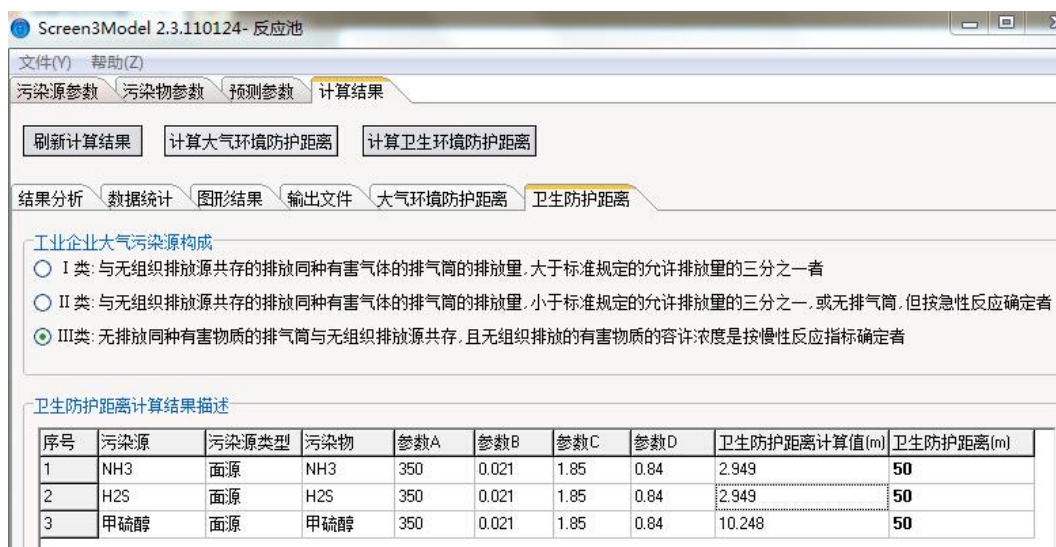 Screen3Model 2.3.110124- 反应池
文件(Y) 帮助(Z)
污染源参数 污染物参数 预测参数 计算结果
刷新计算结果 计算大气环境防护距离 计算卫生环境防护距离
结果分析 数据统计 图形结果 输出文件 大气环境防护距离 卫生防护距离
工业企业大气污染源构成
I 类: 与无组织排放源共存的排放同种有害气体的排气筒的排放量,大于标准规定的允许排放量的三分之一者
II 类: 与无组织排放源共存的排放同种有害气体的排气筒的排放量,小于标准规定的允许排放量的三分之一,或无排气筒,但按急性反应确定者
III类: 无排放同种有害物质的排气筒与无组织排放源共存,且无组织排放的有害物质的容许浓度是按慢性反应指标确定者
卫生防护距离计算结果描述
序号 污染源 污染源类型 污染物 参数A 参数B 参数C 参数D 卫生防护距离计算值(m) 卫生防护距离(m)
1 NH3 面源 NH3 350 0.021 1.85 0.84 2.949 50
2 H2S 面源 H2S 350 0.021 1.85 0.84 2.949 50
3 甲硫醇 面源 甲硫醇 350 0.021 1.85 0.84 10.248 50